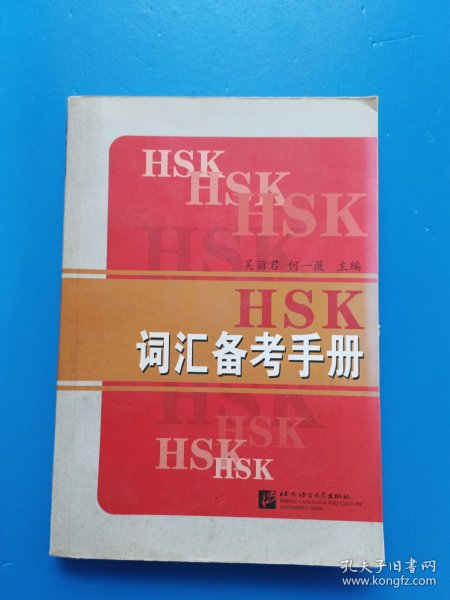 HSK
HSK
HSK
HSK
吴丽君 何一薇 主编
HSK
词汇备考手册
HSK
HSK
HSK
HSK
北京语言大学出版社
BEIJING LANGUAGE AND CULTURE
UNIVERSITY PRESS
孔夫子旧书网
www.kongfz.com